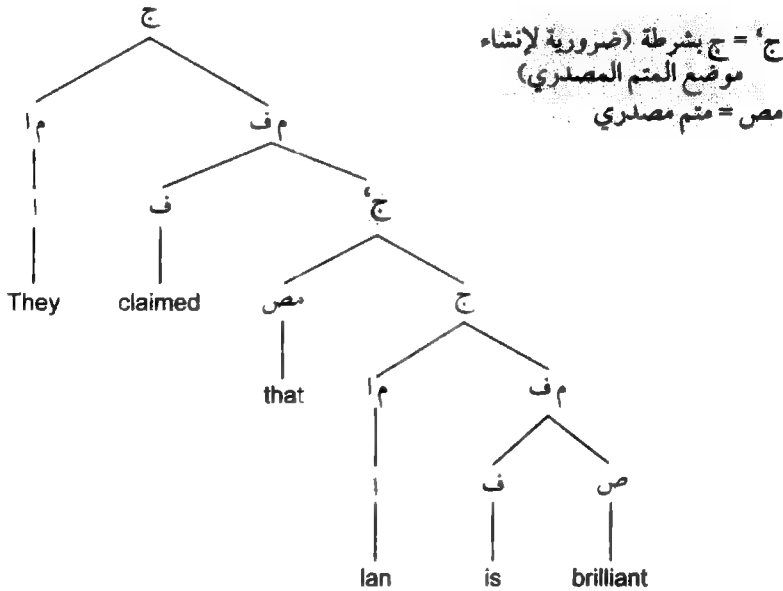 ج
ج‘ = ج بشرطة (ضرورية لإنشاء
موضع المتم المصدري)
مص = متم مصدري
م ا
م ف
ا
ف
ج‘
They
claimed
مص
ج
that
م ا
م ف
ا
ف
ص
Ian
is
brilliant